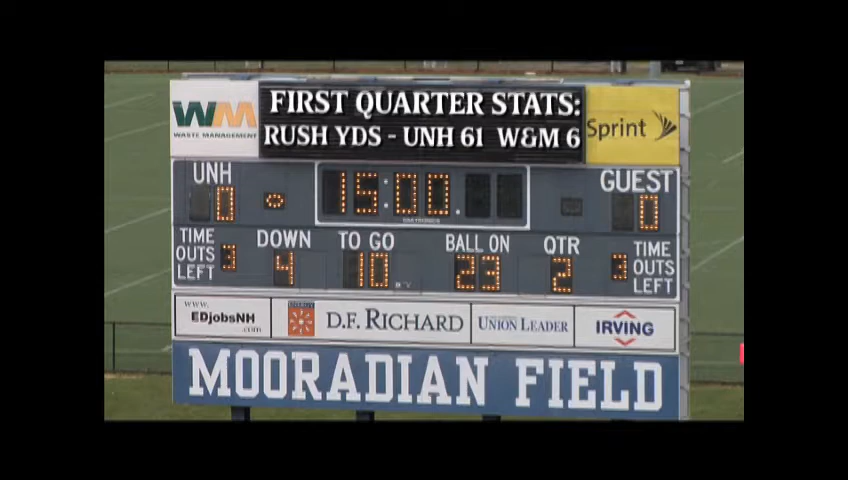 WM
WASTE MANAGEMENT
FIRST QUARTER STATS:
RUSH YDS - UNH 61 W&M 6
Sprint
UNH
0
15:00.
GUEST
0
TIME OUTS LEFT
3
DOWN
4
TO GO
10
BALL ON
23
QTR
2
3
TIME OUTS LEFT
www.
EDjobsNH
.com
D.F. RICHARD
UNION LEADER
IRVING
MOORADIAN FIELD